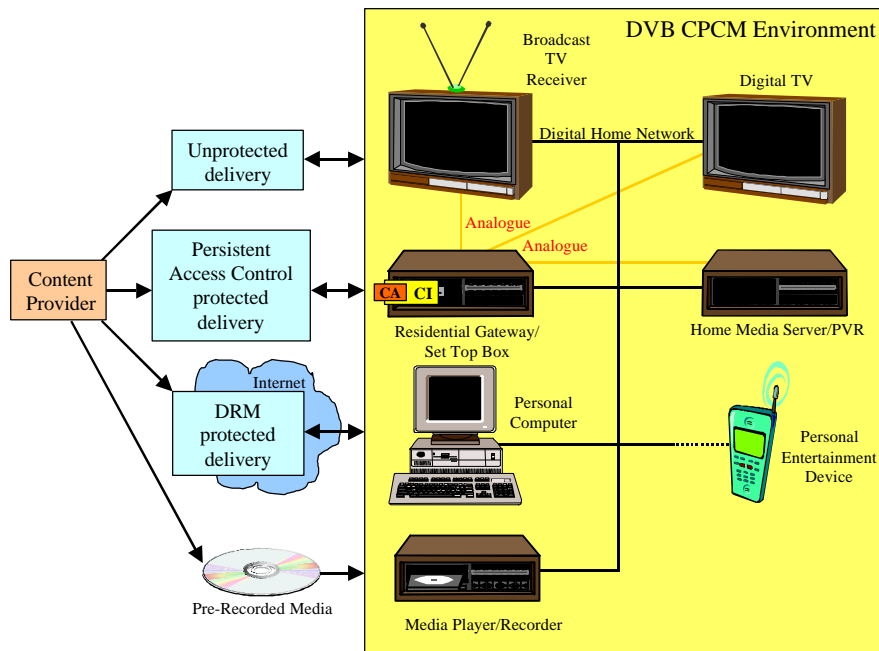 DVB CPCM Environment
Broadcast
TV
Receiver
Digital TV
Unprotected
delivery
Digital Home Network
Analogue
Analogue
Persistent
Access Control
protected
delivery
Content
Provider
CA
CI
Residential Gateway/
Set Top Box
Home Media Server/PVR
Internet
DRM
protected
delivery
Personal
Computer
Personal
Entertainment
Device
Pre-Recorded Media
Media Player/Recorder